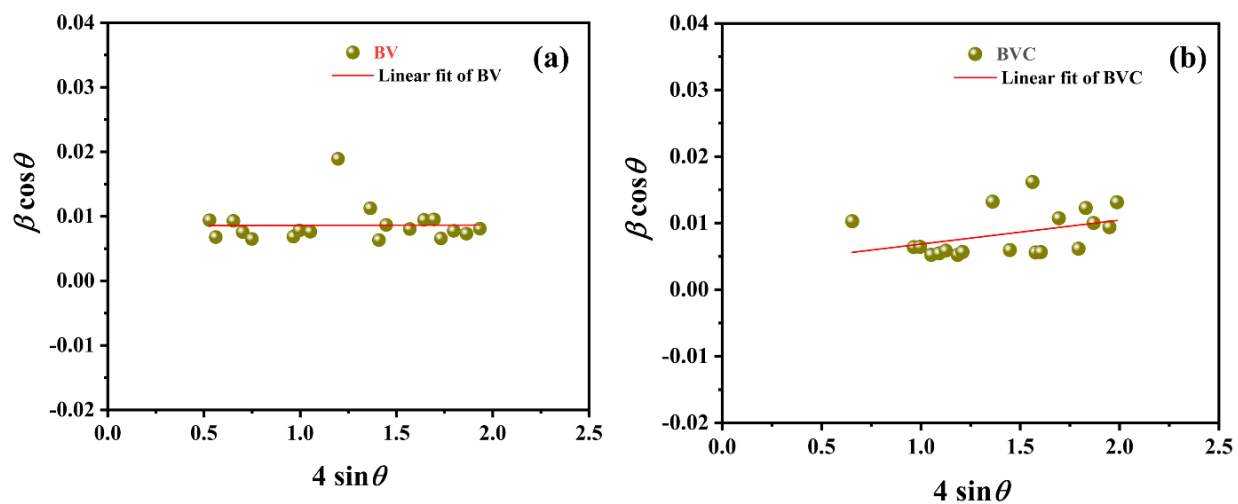 BV
Linear fit of BV
(a)
0.04
0.03
0.02
0.01
0.00
-0.01
-0.02
0.0 0.5 1.0 1.5 2.0 2.5
β cosθ
4 sinθ
BVC
Linear fit of BVC
(b)
0.04
0.03
0.02
0.01
0.00
-0.01
-0.02
0.0 0.5 1.0 1.5 2.0 2.5
β cosθ
4 sinθ